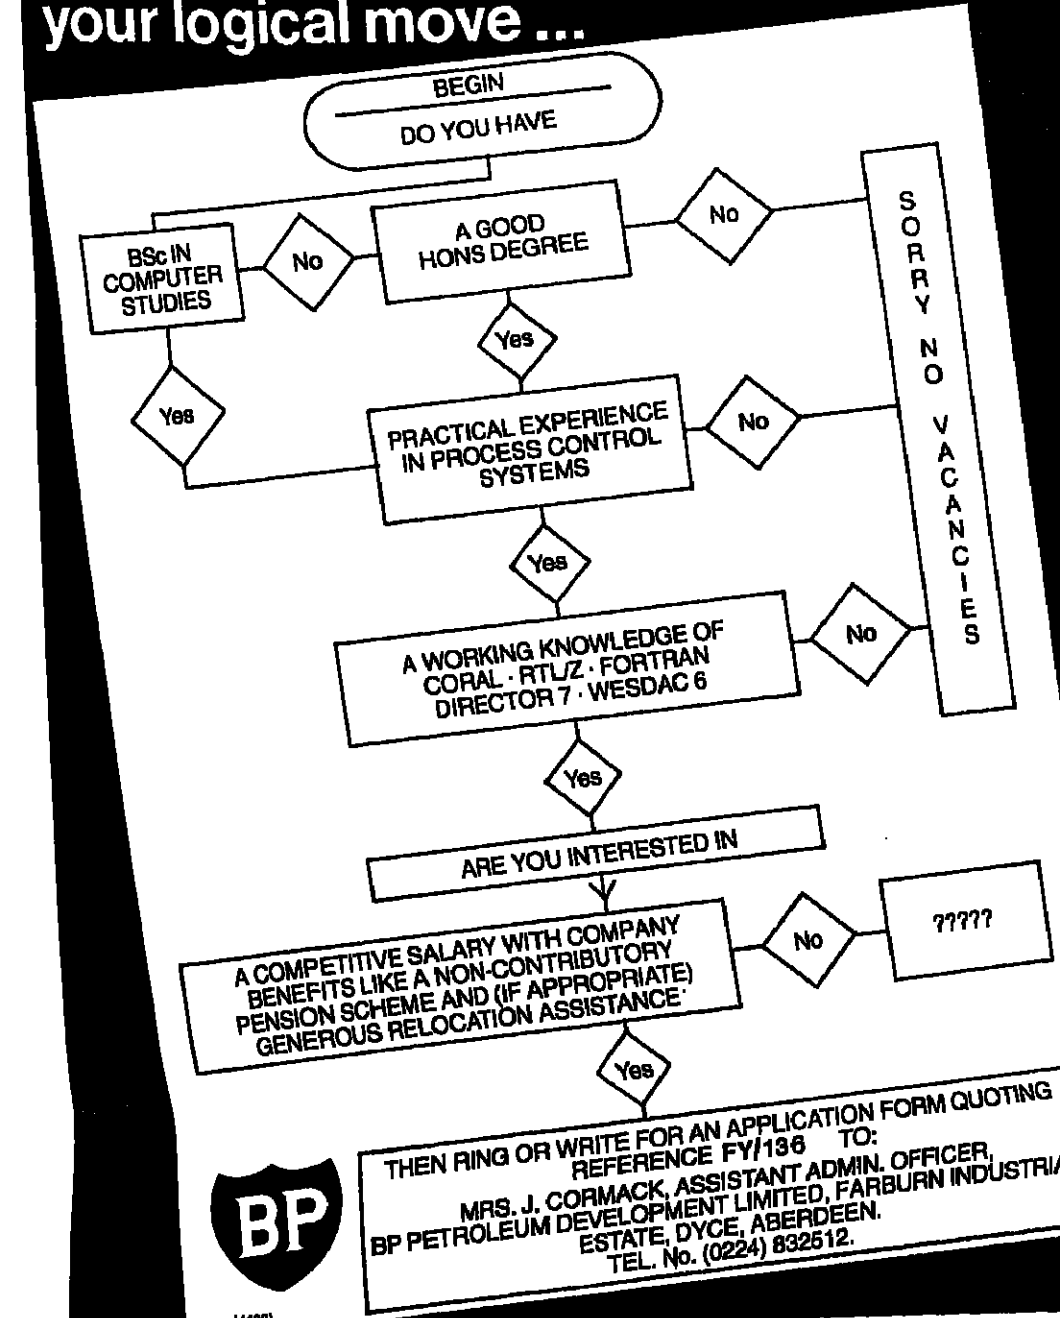 your logical move ...
BEGIN
DO YOU HAVE
BSc IN
COMPUTER
STUDIES
No
A GOOD
HONS DEGREE
No
Yes
Yes
PRACTICAL EXPERIENCE
IN PROCESS CONTROL
SYSTEMS
No
Yes
A WORKING KNOWLEDGE OF
CORAL · RTL/Z · FORTRAN
DIRECTOR 7 · WESDAC 6
No
SORRY NO VACANCIES
Yes
ARE YOU INTERESTED IN
A COMPETITIVE SALARY WITH COMPANY
BENEFITS LIKE A NON-CONTRIBUTORY
PENSION SCHEME AND (IF APPROPRIATE)
GENEROUS RELOCATION ASSISTANCE·
No
?????
Yes
THEN RING OR WRITE FOR AN APPLICATION FORM QUOTING
REFERENCE FY/136 TO:
MRS. J. CORMACK, ASSISTANT ADMIN. OFFICER,
BP PETROLEUM DEVELOPMENT LIMITED, FARBURN INDUSTRIA
ESTATE, DYCE, ABERDEEN.
TEL. No. (0224) 832512.
BP